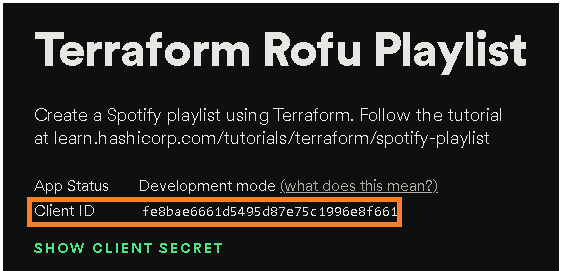 Terraform Rofu Playlist
Create a Spotify playlist using Terraform. Follow the tutorial
at learn.hashicorp.com/tutorials/terraform/spotify-playlist
App Status Development mode (what does this mean?)
Client ID fe8bae6661d5495d87e75c1996e8f661
SHOW CLIENT SECRET